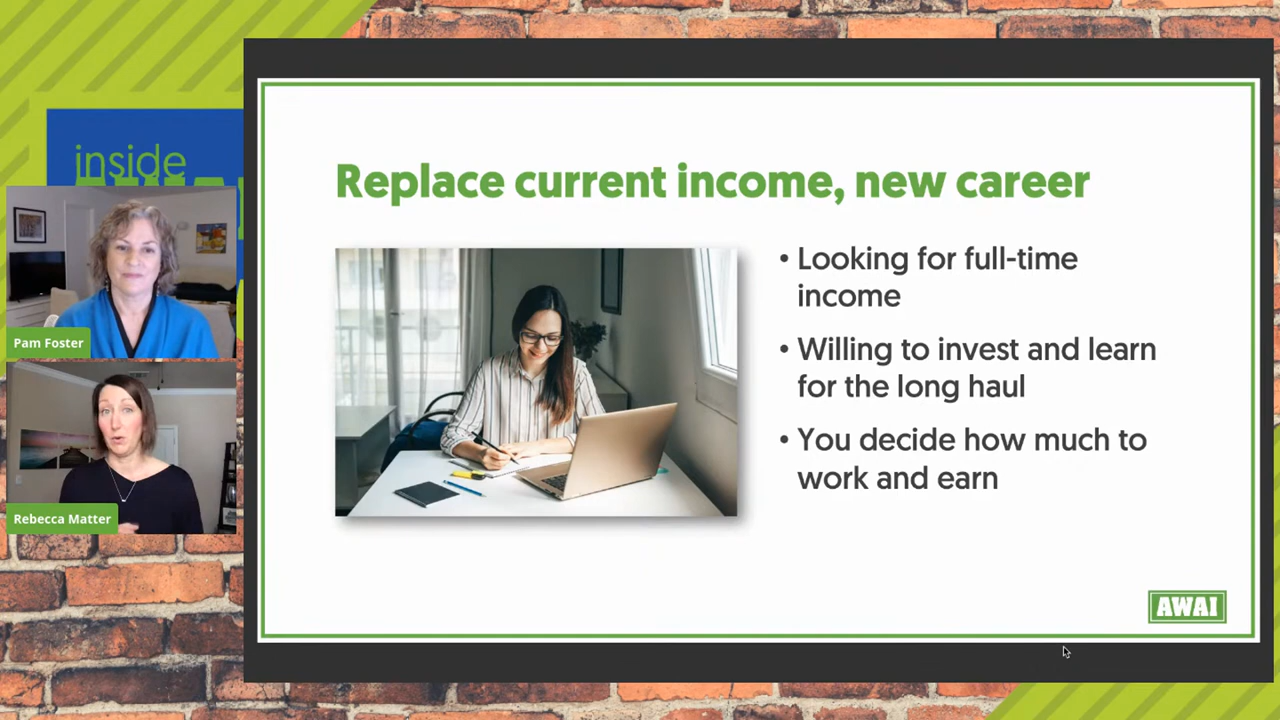 inside
Pam Foster
Rebecca Matter
Replace current income, new career
• Looking for full-time
income
• Willing to invest and learn
for the long haul
• You decide how much to
work and earn
AWAI